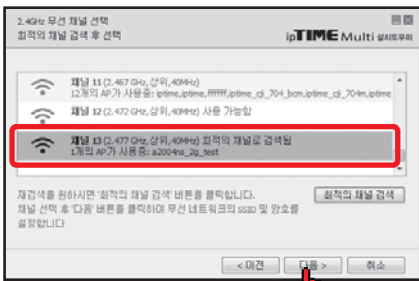 2.4GHz 무선 채널 선택
최적의 채널 검색 후 선택
ipTIME Multi 설치도우미
채널 11 (2.467 GHz,상위,40MHz)
12개의 AP가 사용중: iptime,iptime,ffffff,iptime_cji_704_bcm,iptime_cji_704m,iptime
채널 12 (2.472 GHz,상위,40MHz) 사용 가능함
채널 13 (2.477 GHz,상위,40MHz) 최적의 채널로 검색됨
1개의 AP가 사용중: a2004ns_2g_test
재검색을 원하시면 '최적의 채널 검색' 버튼을 클릭합니다.
채널 선택 후 '다음' 버튼을 클릭하여 무선 네트워크의 SSID 및 암호를
설정합니다
최적의 채널 검색
< 이전
다음 >
취소